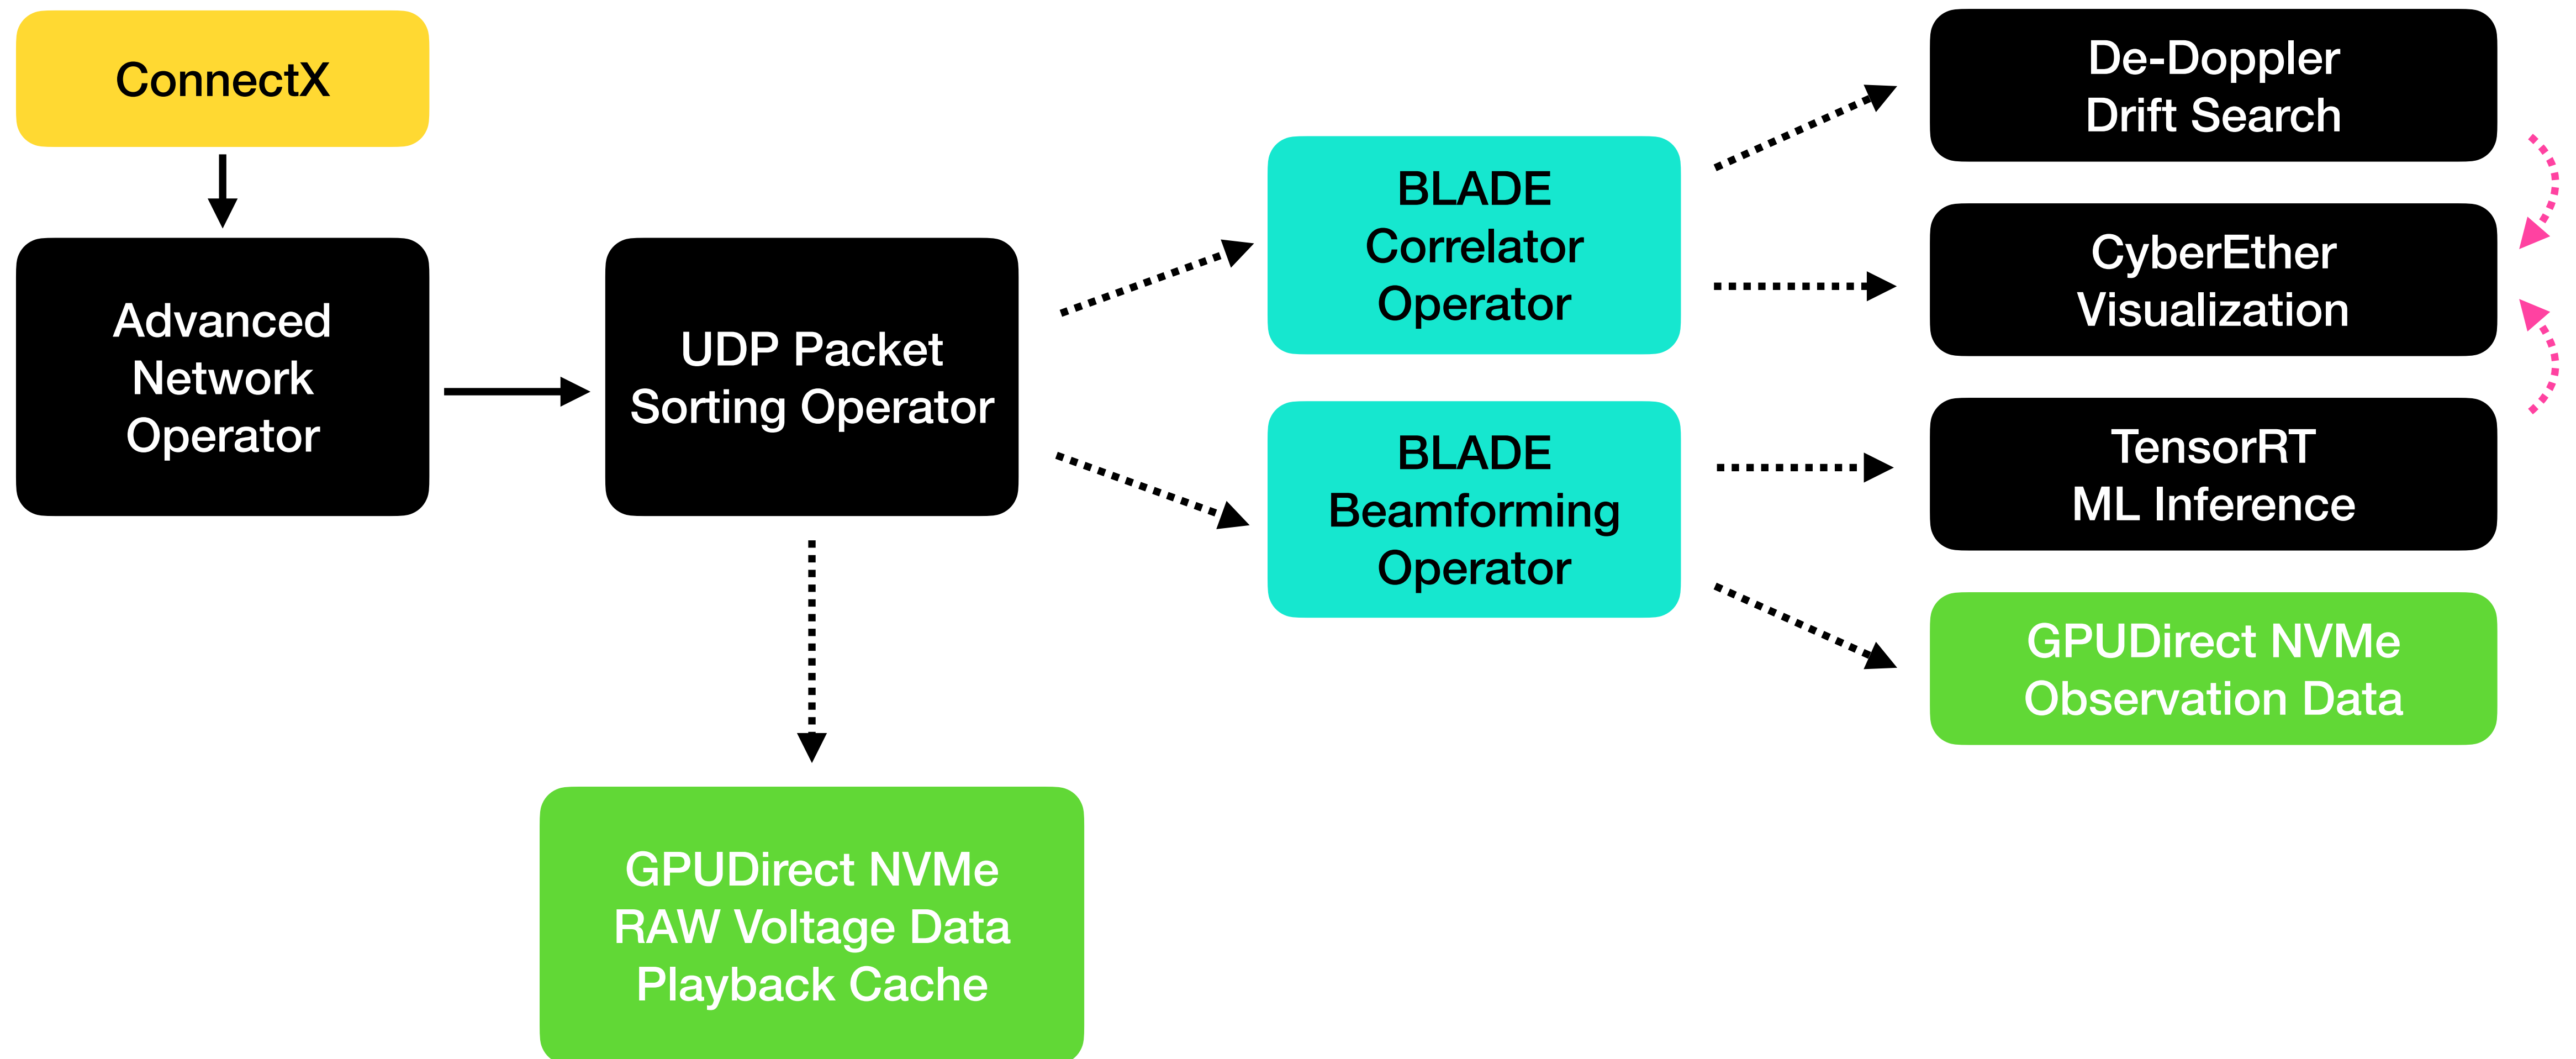 ConnectX
Advanced
Network
Operator
UDP Packet
Sorting Operator
GPUDirect NVMe
RAW Voltage Data
Playback Cache
BLADE
Correlator
Operator
BLADE
Beamforming
Operator
De-Doppler
Drift Search
CyberEther
Visualization
TensorRT
ML Inference
GPUDirect NVMe
Observation Data